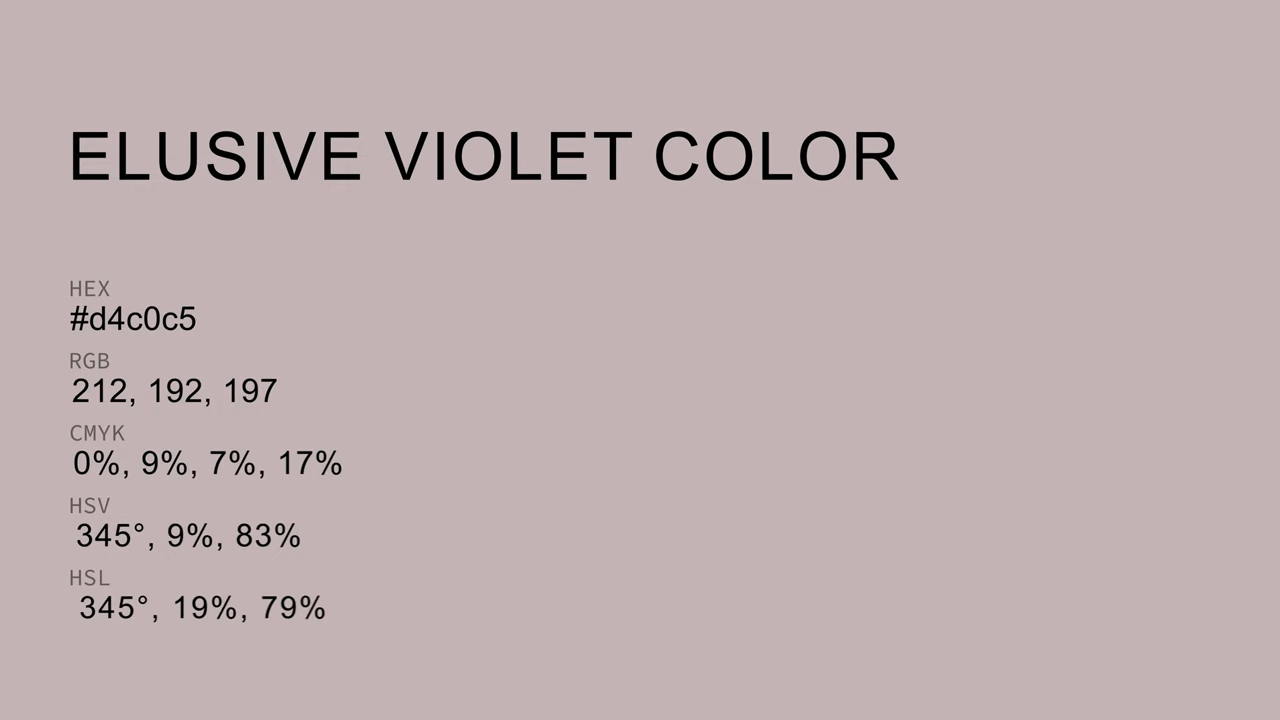 ELUSIVE VIOLET COLOR
HEX
#d4c0c5
RGB
212, 192, 197
CMYK
0%, 9%, 7%, 17%
HSV
345°, 9%, 83%
HSL
345°, 19%, 79%